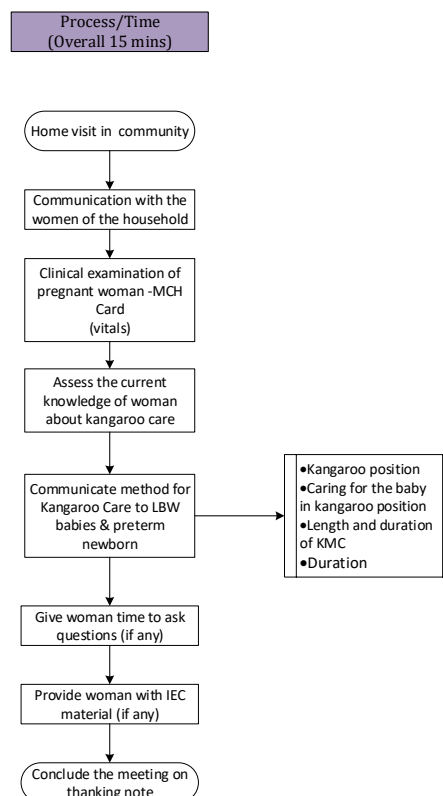 Process/Time
(Overall 15 mins)
Home visit in community
Communication with the
women of the household
Clinical examination of
pregnant woman -MCH
Card
(vitals)
Assess the current
knowledge of woman
about kangaroo care
Communicate method for
Kangaroo Care to LBW
babies & preterm
newborn
•Kangaroo position
•Caring for the baby
in kangaroo position
•Length and duration
of KMC
•Duration
Give woman time to ask
questions (if any)
Provide woman with IEC
material (if any)
Conclude the meeting on
thanking note